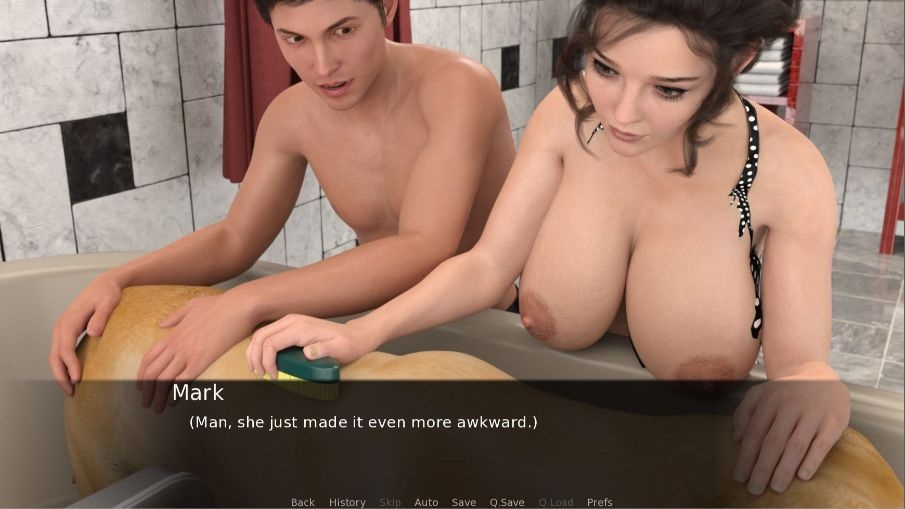 Mark
(Man, she just made it even more awkward.)
Back History Skip Auto Save Q.Save Q.Load Prefs